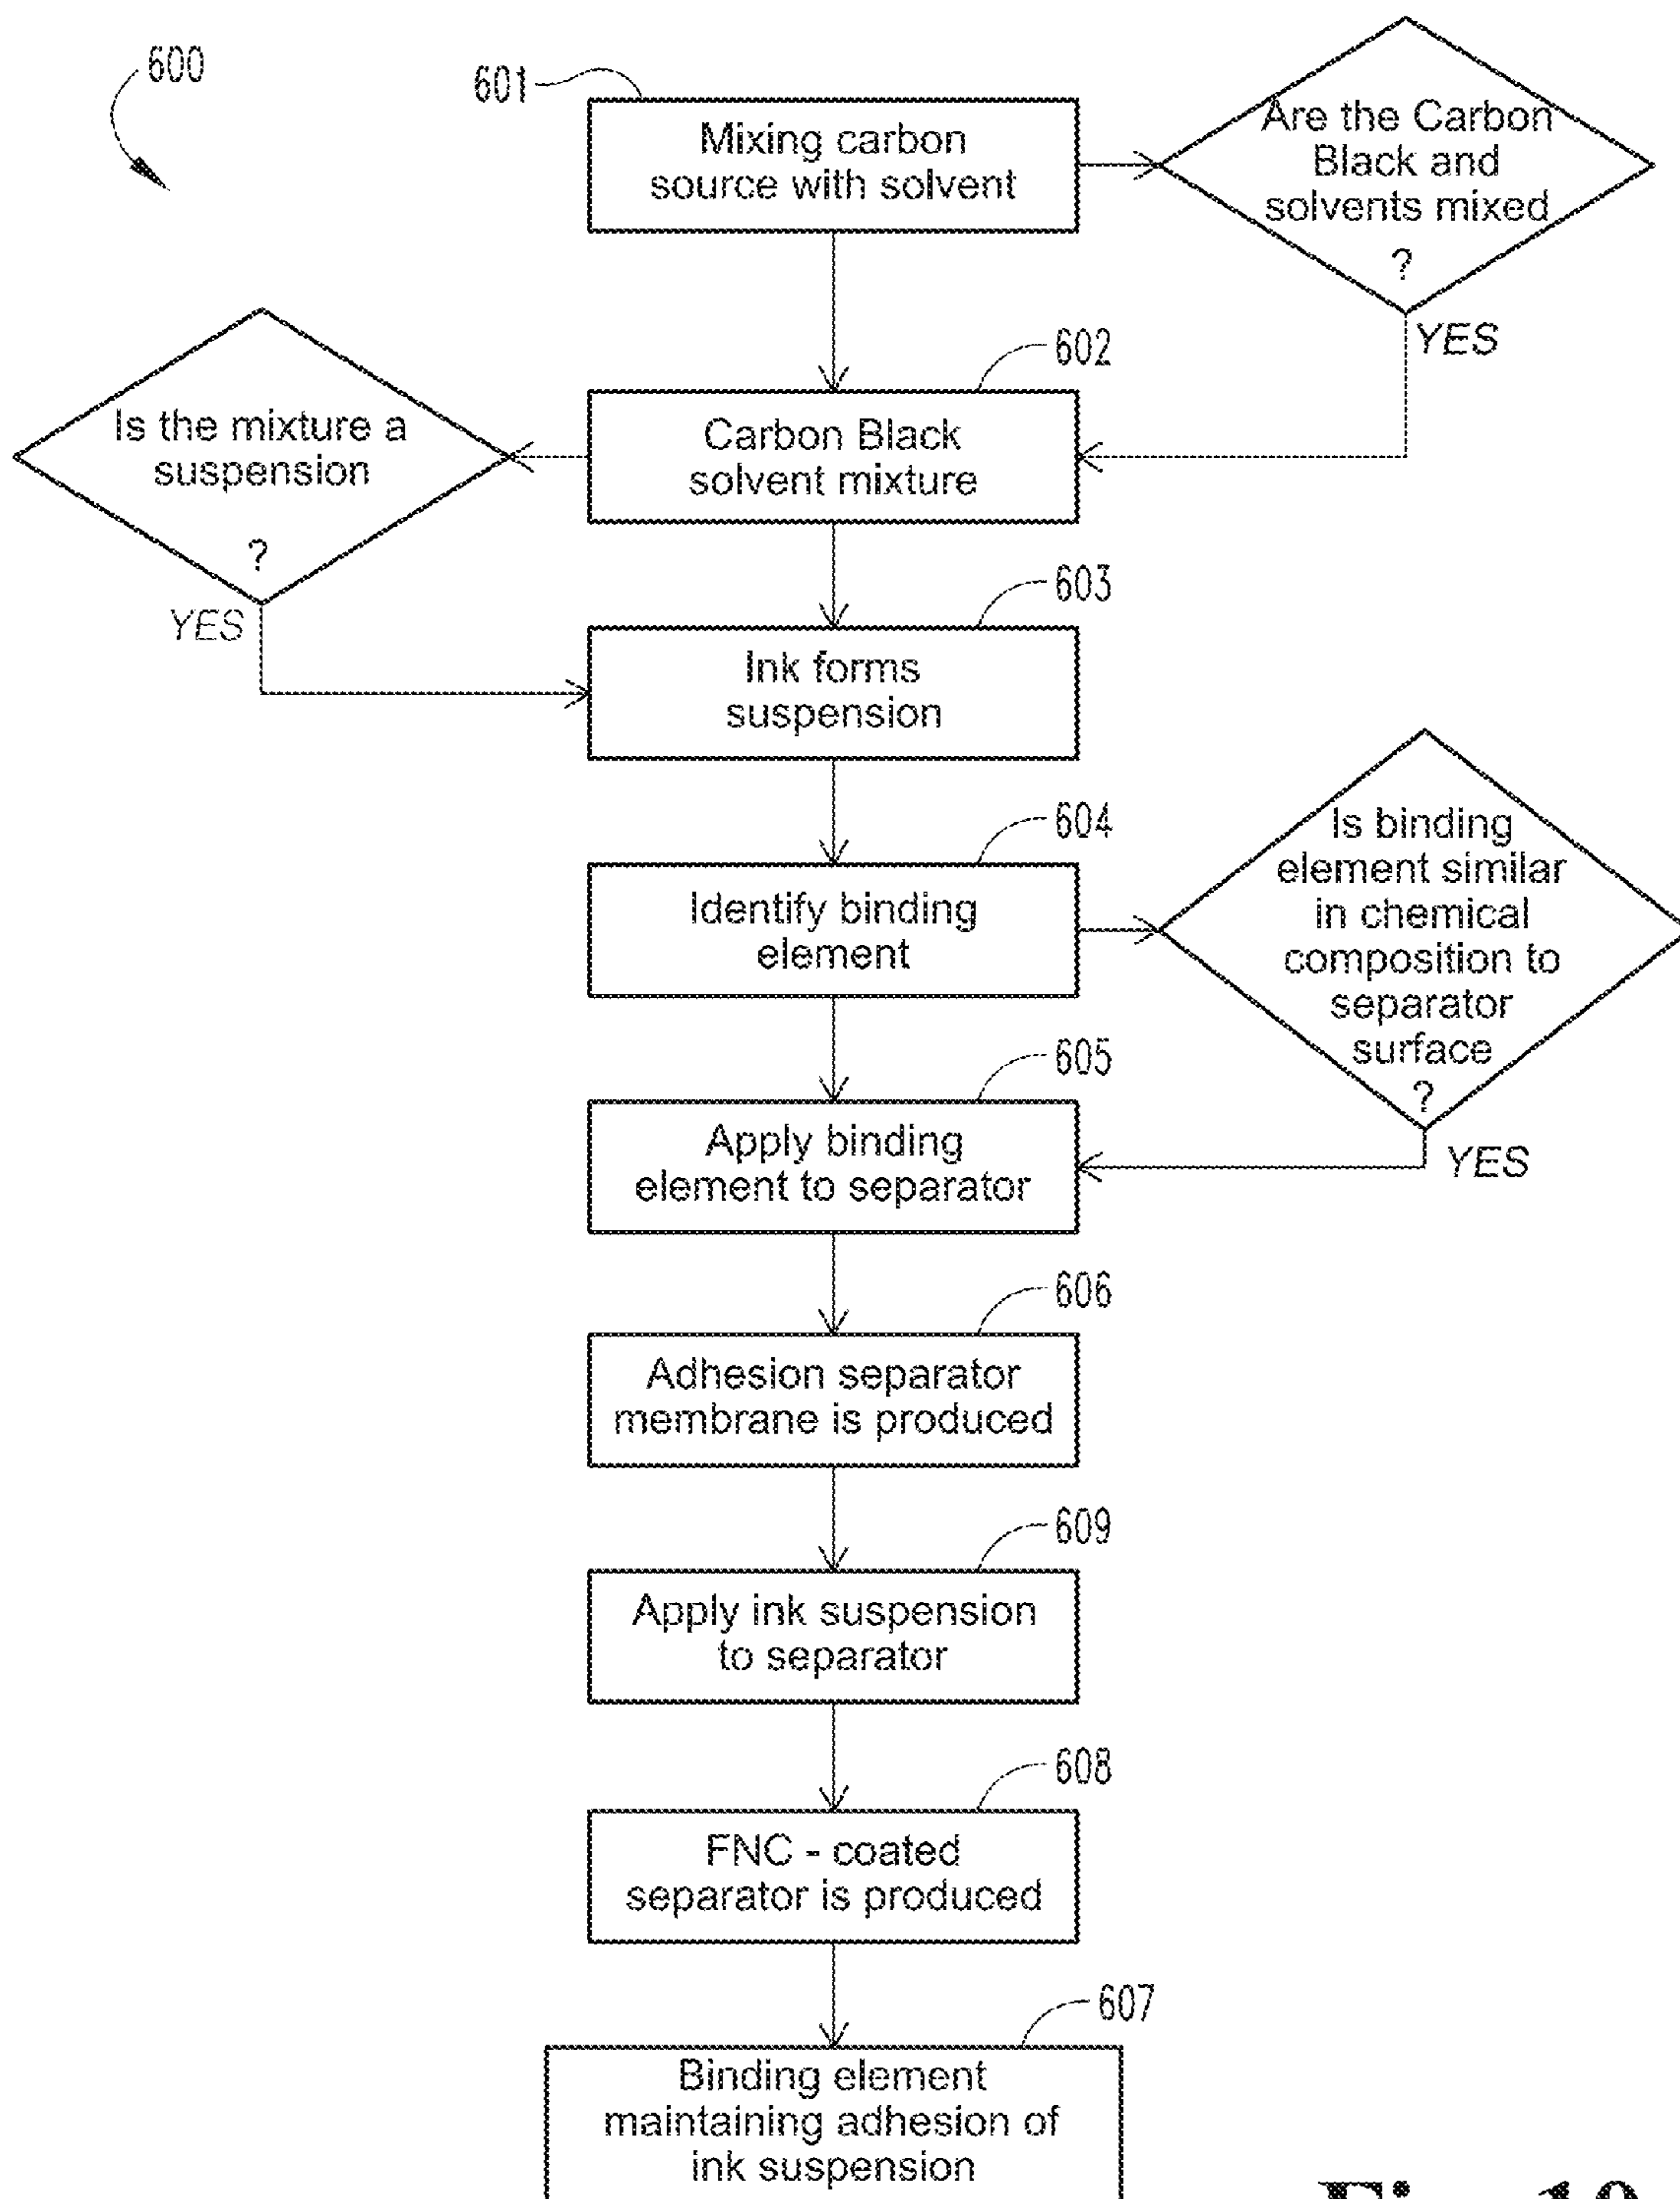 600
601
Mixing carbon
source with solvent
Are the Carbon
Black and
solvents mixed
?
YES
602
Carbon Black
solvent mixture
Is the mixture a
suspension
?
YES
603
Ink forms
suspension
604
Identify binding
element
Is binding
element similar
in chemical
composition to
separator
surface
?
YES
605
Apply binding
element to separator
606
Adhesion separator
membrane is produced
609
Apply ink suspension
to separator
608
FNC - coated
separator is produced
607
Binding element
maintaining adhesion of
ink suspension